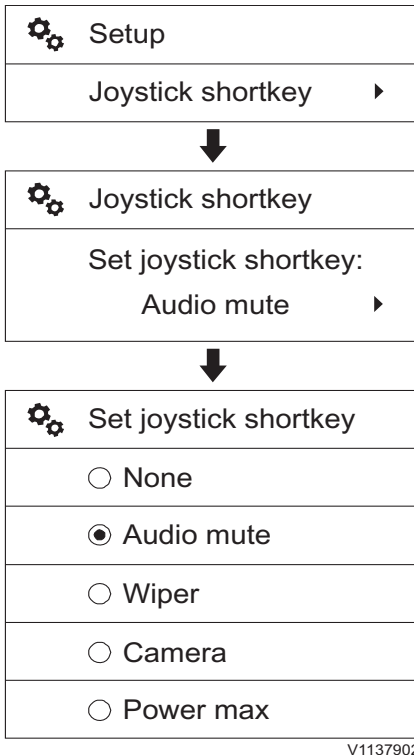 Setup
Joystick shortkey
Joystick shortkey
Set joystick shortkey:
Audio mute
Set joystick shortkey
None
Audio mute
Wiper
Camera
Power max
V1137902